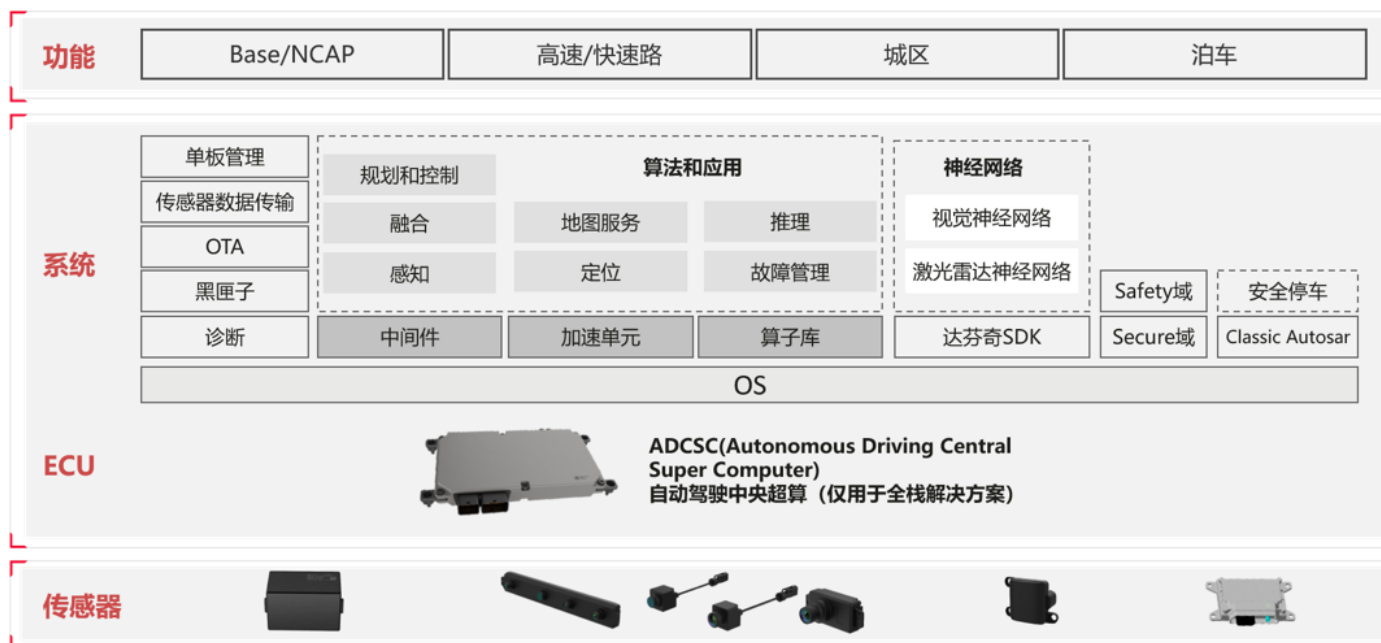 功能
Base/NCAP
高速/快速路
城区
泊车
系统
单板管理
传感器数据传输
OTA
黑匣子
诊断
规划和控制
算法和应用
融合
地图服务
推理
感知
定位
故障管理
中间件
加速单元
算子库
神经网络
视觉神经网络
激光雷达神经网络
达芬奇SDK
Safety域
Secure域
安全停车
Classic Autosar
OS
ECU
ADCSC(Autonomous Driving Central
Super Computer)
自动驾驶中央超算（仅用于全栈解决方案）
传感器